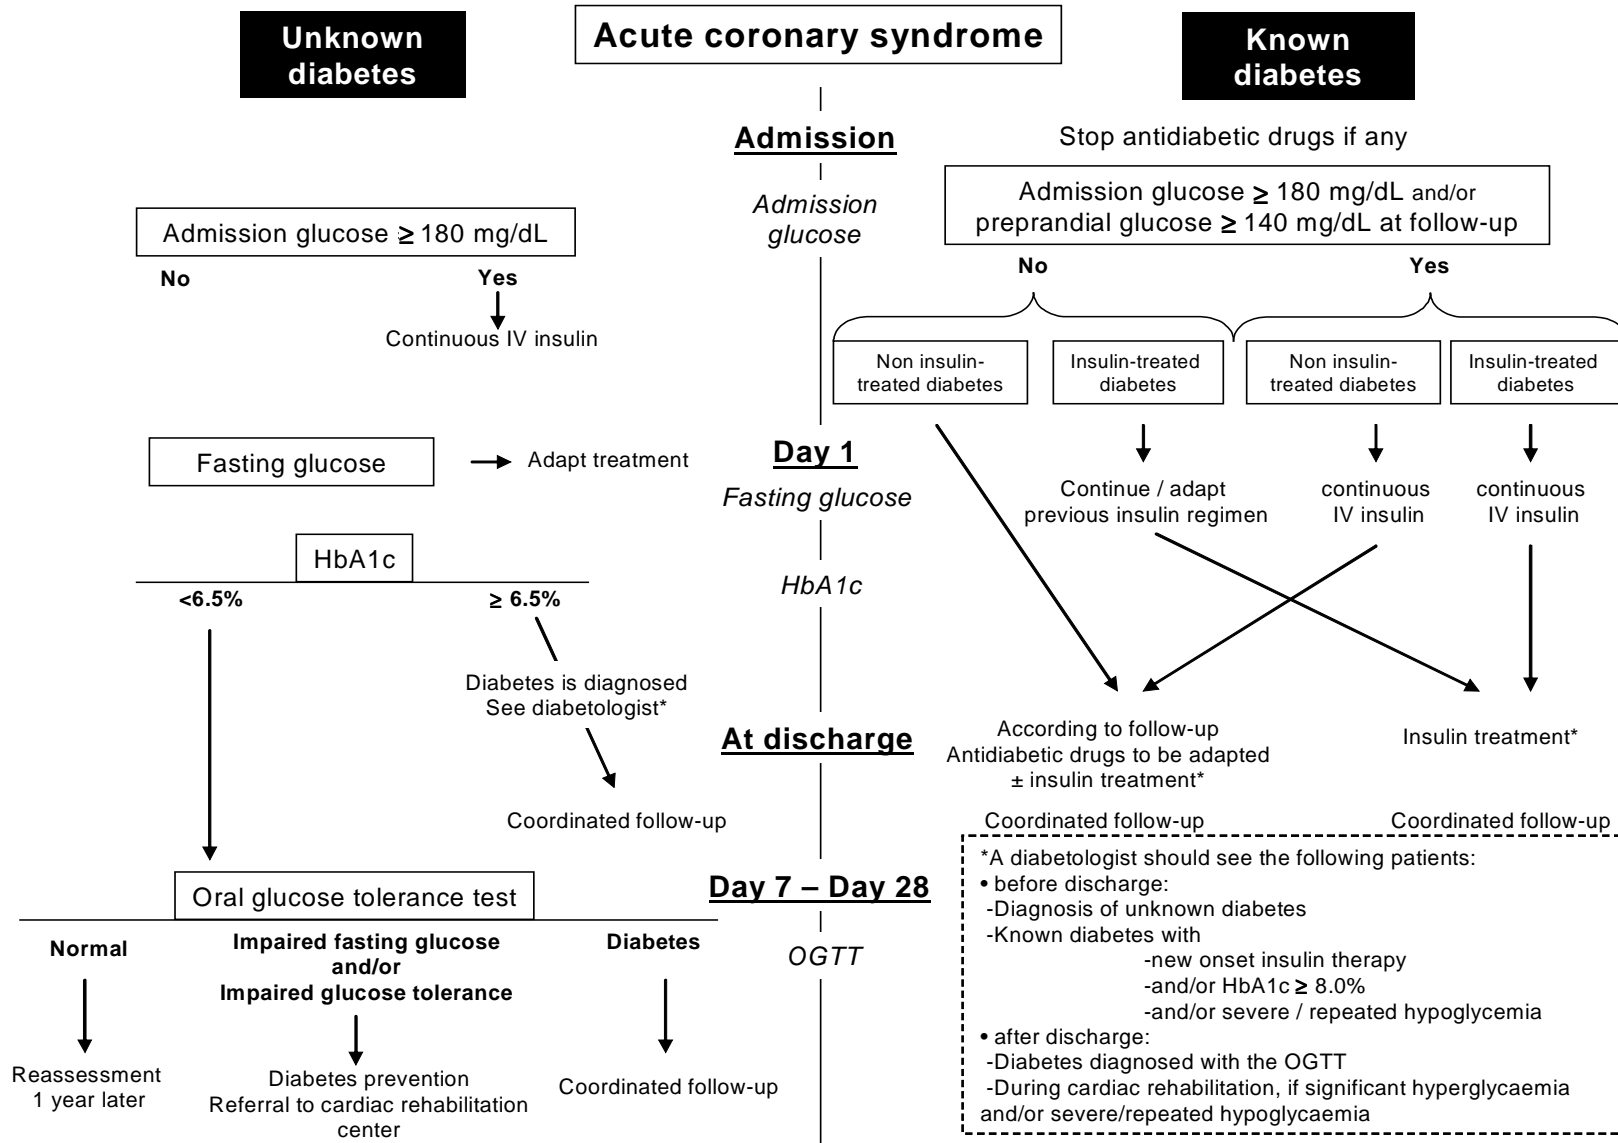 Acute coronary syndrome
Unknown
diabetes
Admission glucose ≥ 180 mg/dL
No
Yes
Continuous IV insulin
Fasting glucose
Adapt treatment
HbA1c
<6.5%
≥ 6.5%
Diabetes is diagnosed
See diabetologist*
Coordinated follow-up
Oral glucose tolerance test
Normal
Impaired fasting glucose
and/or
Impaired glucose tolerance
Diabetes
Reassessment
1 year later
Diabetes prevention
Referral to cardiac rehabilitation
center
Coordinated follow-up
Admission
Admission
glucose
Day 1
Fasting glucose
HbA1c
At discharge
Day 7 – Day 28
OGTT
Known
diabetes
Stop antidiabetic drugs if any
Admission glucose ≥ 180 mg/dL and/or
preprandial glucose ≥ 140 mg/dL at follow-up
No
Yes
Non insulin-
treated diabetes
Insulin-treated
diabetes
Non insulin-
treated diabetes
Insulin-treated
diabetes
Continue / adapt
previous insulin regimen
continuous
IV insulin
continuous
IV insulin
According to follow-up
Antidiabetic drugs to be adapted
± insulin treatment*
Insulin treatment*
Coordinated follow-up
Coordinated follow-up
*A diabetologist should see the following patients:
• before discharge:
-Diagnosis of unknown diabetes
-Known diabetes with
-new onset insulin therapy
-and/or HbA1c ≥ 8.0%
-and/or severe / repeated hypoglycemia
• after discharge:
-Diabetes diagnosed with the OGTT
-During cardiac rehabilitation, if significant hyperglycaemia
and/or severe/repeated hypoglycaemia